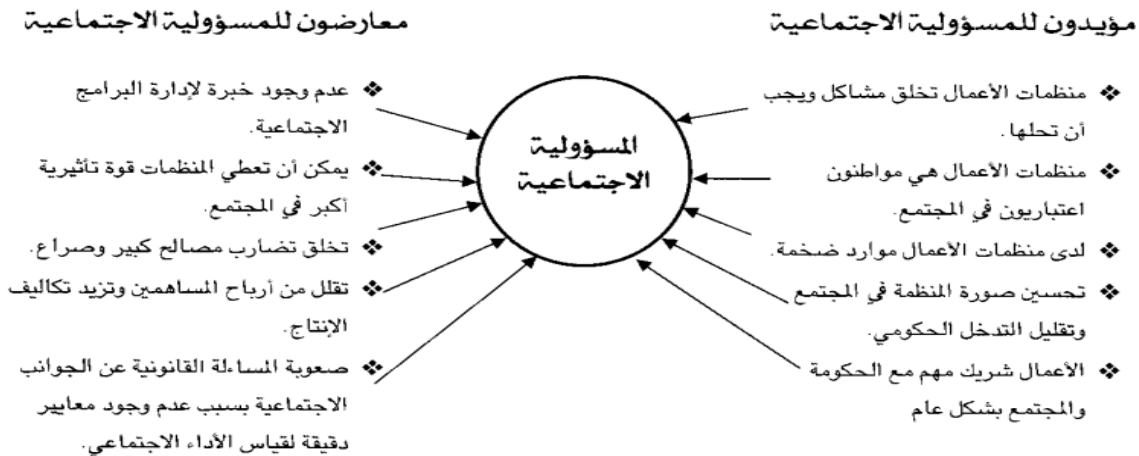 مؤيدون للمسؤولية الاجتماعية
❖ منظمات الأعمال تخلق مشاكل ويجب
أن تحلها.
❖ منظمات الأعمال هي مواطنون
اعتباريون في المجتمع.
❖ لدى منظمات الأعمال موارد ضخمة.
❖ تحسين صورة المنظمة في المجتمع
وتقليل التدخل الحكومي.
❖ الأعمال شريك مهم مع الحكومة
والمجتمع بشكل عام
المسؤولية
الاجتماعية
معارضون للمسؤولية الاجتماعية
❖ عدم وجود خبرة لإدارة البرامج
الاجتماعية.
❖ يمكن أن تعطي المنظمات قوة تأثيرية
أكبر في المجتمع.
❖ تخلق تضارب مصالح كبير وصراع.
❖ تقلل من أرباح المساهمين وتزيد تكاليف
الإنتاج.
❖ صعوبة المساءلة القانونية عن الجوانب
الاجتماعية بسبب عدم وجود معايير
دقيقة لقياس الأداء الاجتماعي.